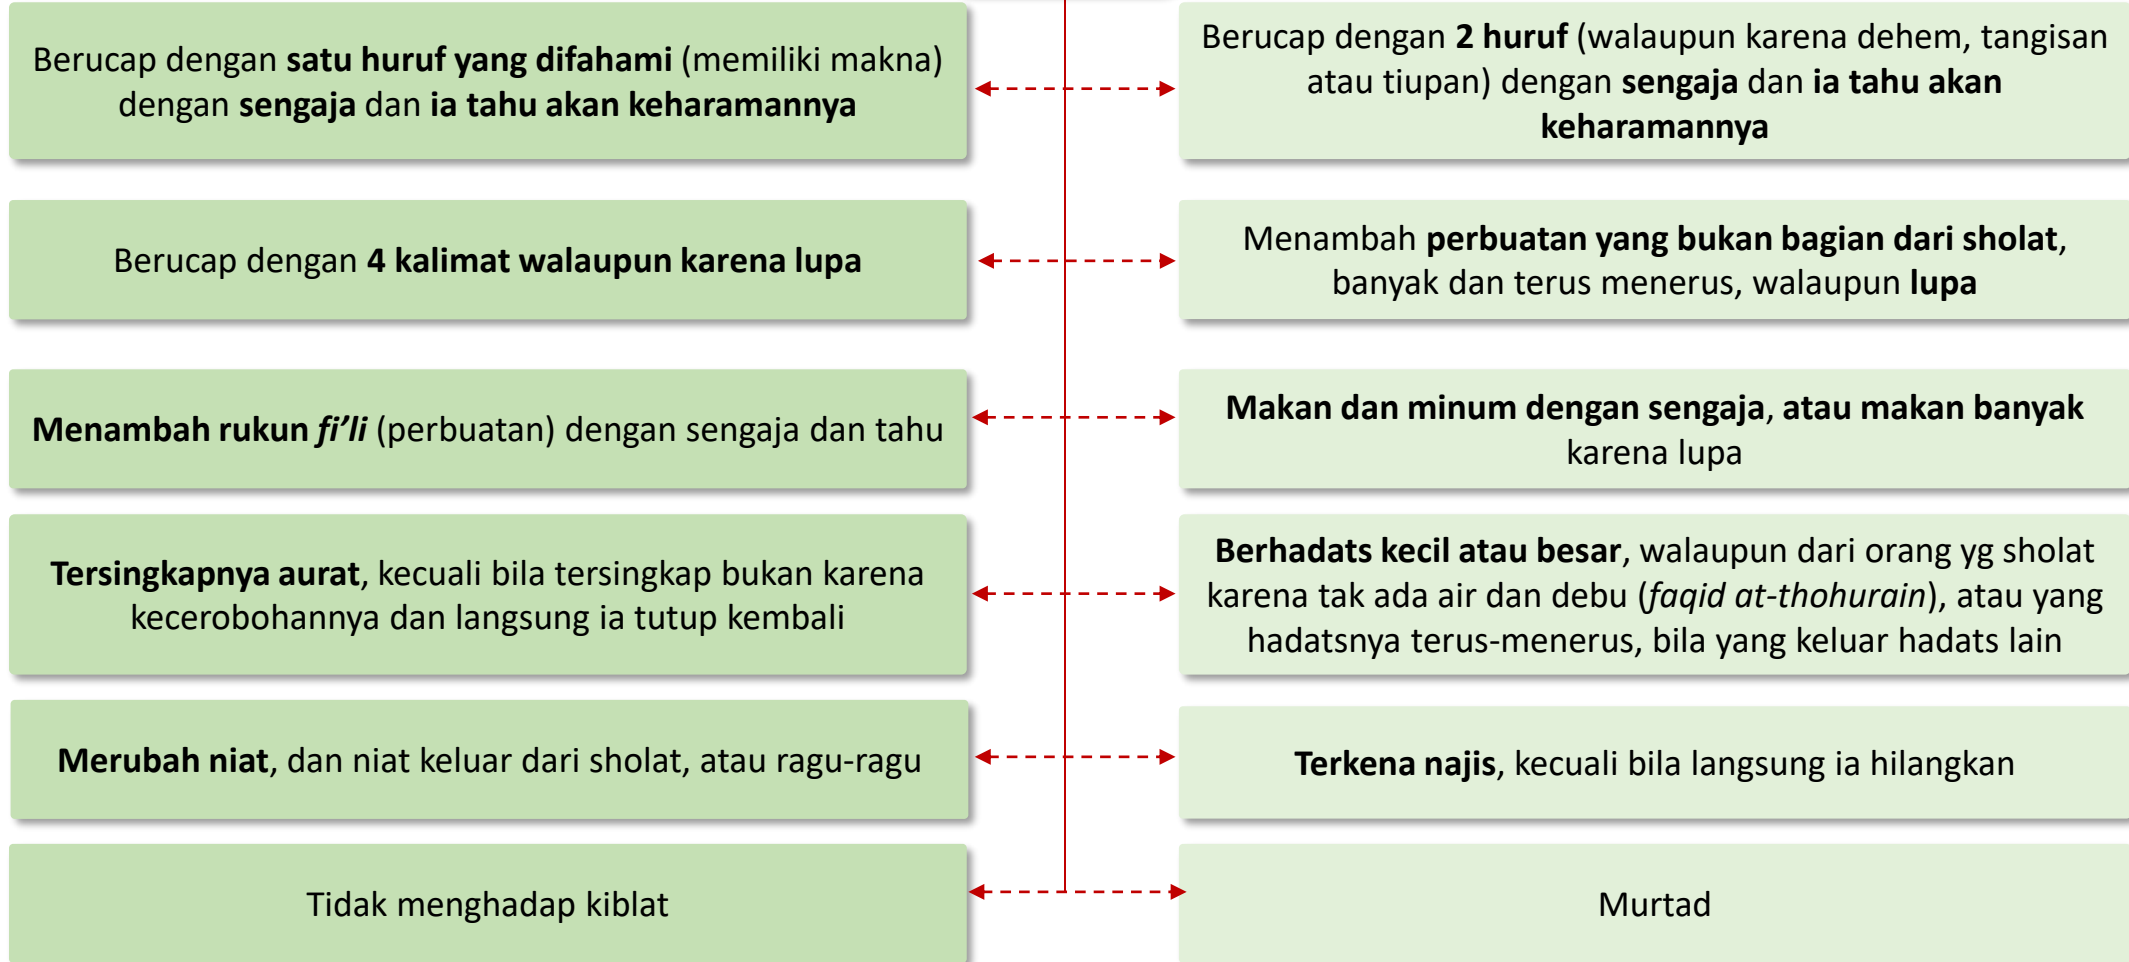 Berucap dengan satu huruf yang difahami (memiliki makna)
dengan sengaja dan ia tahu akan keharamannya
Berucap dengan 2 huruf (walaupun karena dehem, tangisan
atau tiupan) dengan sengaja dan ia tahu akan
keharamannya
Berucap dengan 4 kalimat walaupun karena lupa
Menambah perbuatan yang bukan bagian dari sholat,
banyak dan terus menerus, walaupun lupa
Menambah rukun fi’li (perbuatan) dengan sengaja dan tahu
Makan dan minum dengan sengaja, atau makan banyak
karena lupa
Tersingkapnya aurat, kecuali bila tersingkap bukan karena
kecerobohannya dan langsung ia tutup kembali
Berhadats kecil atau besar, walaupun dari orang yg sholat
karena tak ada air dan debu (faqid at-thohurain), atau yang
hadatsnya terus-menerus, bila yang keluar hadats lain
Merubah niat, dan niat keluar dari sholat, atau ragu-ragu
Terkena najis, kecuali bila langsung ia hilangkan
Tidak menghadap kiblat
Murtad